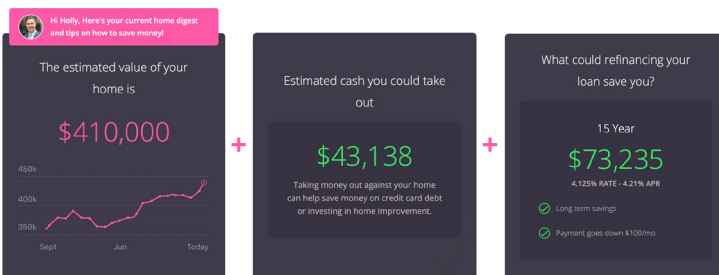 Hi Holly, Here's your current home digest
and tips on how to save money!
The estimated value of your
home is
$410,000
450k
400k
350k
Sept Jun Today
+
Estimated cash you could take
out
$43,138
Taking money out against your home
can help save money on credit card debt
or investing in home improvement.
+
What could refinancing your
loan save you?
15 Year
$73,235
4.125% RATE - 4.21% APR
Long term savings
Payment goes down $100/mo